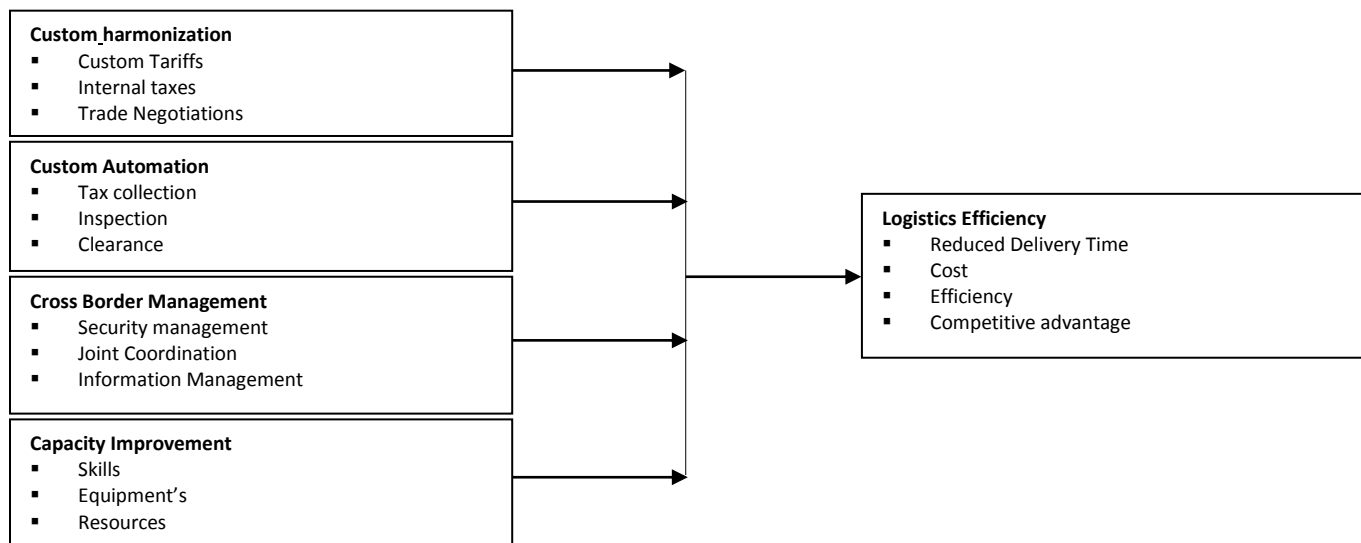 Custom harmonization
▪ Custom Tariffs
▪ Internal taxes
▪ Trade Negotiations
Custom Automation
▪ Tax collection
▪ Inspection
▪ Clearance
Cross Border Management
▪ Security management
▪ Joint Coordination
▪ Information Management
Capacity Improvement
▪ Skills
▪ Equipment’s
▪ Resources
Logistics Efficiency
▪ Reduced Delivery Time
▪ Cost
▪ Efficiency
▪ Competitive advantage